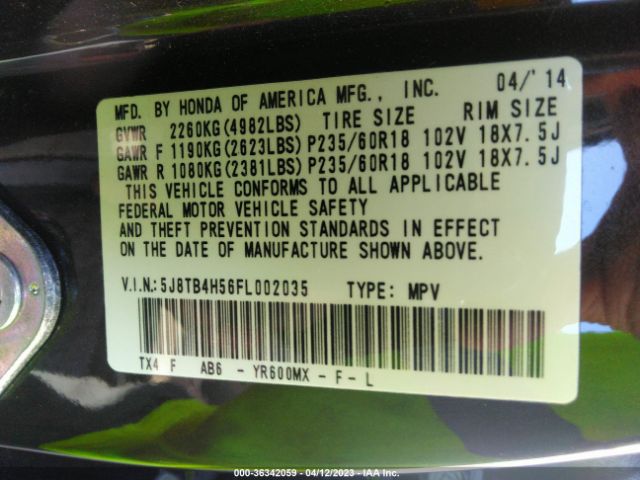 MFD. BY HONDA OF AMERICA MFG., INC. 04/'14
GVWR 2260KG(4982LBS) TIRE SIZE RIM SIZE
GAWR F 1190KG(2623LBS) P235/60R18 102V 18X7.5J
GAWR R 1080KG(2381LBS) P235/60R18 102V 18X7.5J
THIS VEHICLE CONFORMS TO ALL APPLICABLE
FEDERAL MOTOR VEHICLE SAFETY
AND THEFT PREVENTION STANDARDS IN EFFECT
ON THE DATE OF MANUFACTURE SHOWN ABOVE.
V.I.N.:5J8TB4H56FL002035 TYPE: MPV
TX4 F AB6 - YR600MX - F - L
000-36342059 - 04/12/2023 - IAA Inc.